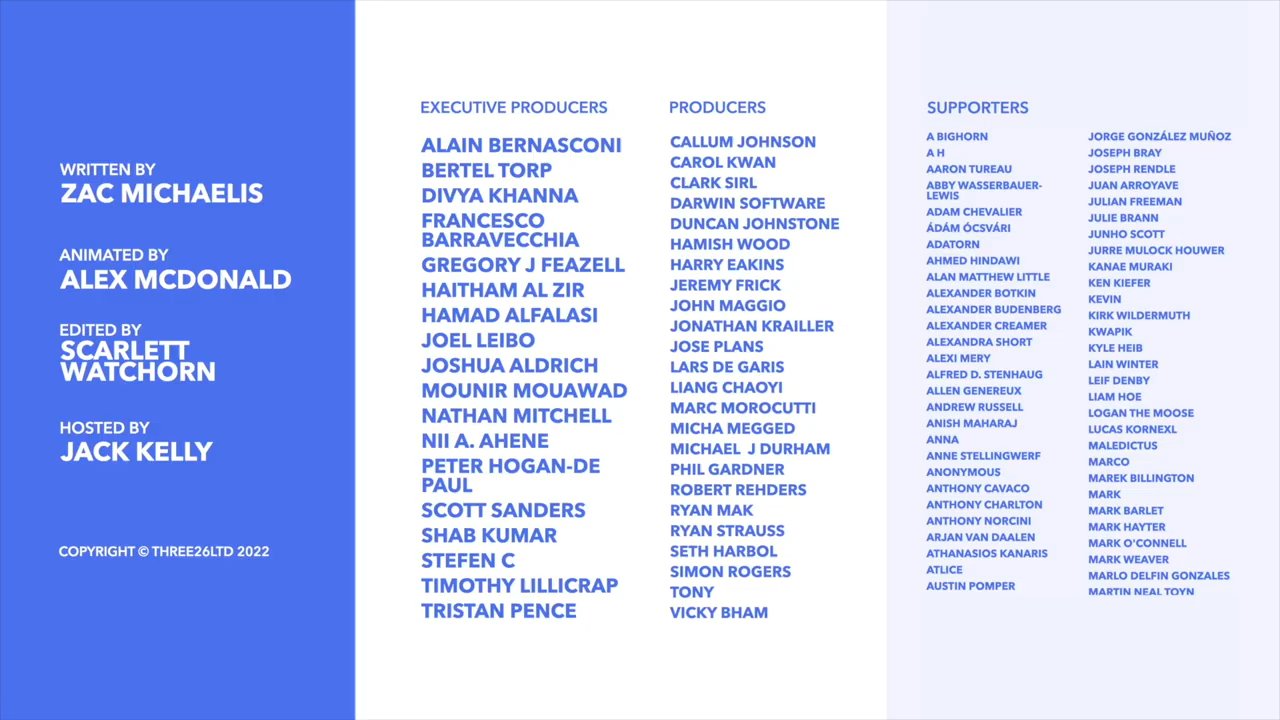 WRITTEN BY
ZAC MICHAELIS
ANIMATED BY
ALEX MCDONALD
EDITED BY
SCARLETT
WATCHORN
HOSTED BY
JACK KELLY
COPYRIGHT © THREE26LTD 2022
EXECUTIVE PRODUCERS
ALAIN BERNASCONI
BERTEL TORP
DIVYA KHANNA
FRANCESCO
BARRAVECCHIA
GREGORY J FEAZELL
HAITHAM AL ZIR
HAMAD ALFALASI
JOEL LEIBO
JOSHUA ALDRICH
MOUNIR MOUAWAD
NATHAN MITCHELL
NII A. AHENE
PETER HOGAN-DE
PAUL
SCOTT SANDERS
SHAB KUMAR
STEFEN C
TIMOTHY LILLICRAP
TRISTAN PENCE
PRODUCERS
CALLUM JOHNSON
CAROL KWAN
CLARK SIRL
DARWIN SOFTWARE
DUNCAN JOHNSTONE
HAMISH WOOD
HARRY EAKINS
JEREMY FRICK
JOHN MAGGIO
JONATHAN KRAILLER
JOSE PLANS
LARS DE GARIS
LIANG CHAOYI
MARC MOROCUTTI
MICHA MEGGED
MICHAEL  J DURHAM
PHIL GARDNER
ROBERT REHDERS
RYAN MAK
RYAN STRAUSS
SETH HARBOL
SIMON ROGERS
TONY
VICKY BHAM
SUPPORTERS
A BIGHORN
A H
AARON TUREAU
ABBY WASSERBAUER-
LEWIS
ADAM CHEVALIER
ÁDÁM ÓCSVÁRI
ADATORN
AHMED HINDAWI
ALAN MATTHEW LITTLE
ALEXANDER BOTKIN
ALEXANDER BUDENBERG
ALEXANDER CREAMER
ALEXANDRA SHORT
ALEXI MERY
ALFRED D. STENHAUG
ALLEN GENEREUX
ANDREW RUSSELL
ANISH MAHARAJ
ANNA
ANNE STELLINGWERF
ANONYMOUS
ANTHONY CAVACO
ANTHONY CHARLTON
ANTHONY NORCINI
ARJAN VAN DAALEN
ATHANASIOS KANARIS
ATLICE
AUSTIN POMPER
JORGE GONZÁLEZ MUÑOZ
JOSEPH BRAY
JOSEPH RENDLE
JUAN ARROYAVE
JULIAN FREEMAN
JULIE BRANN
JUNHO SCOTT
JURRE MULOCK HOUWER
KANAE MURAKI
KEN KIEFER
KEVIN
KIRK WILDERMUTH
KWAPIK
KYLE HEIB
LAIN WINTER
LEIF DENBY
LIAM HOE
LOGAN THE MOOSE
LUCAS KORNEXL
MALEDICTUS
MARCO
MAREK BILLINGTON
MARK
MARK BARLET
MARK HAYTER
MARK O'CONNELL
MARK WEAVER
MARLO DELFIN GONZALES
MARTIN NEAL TOYN